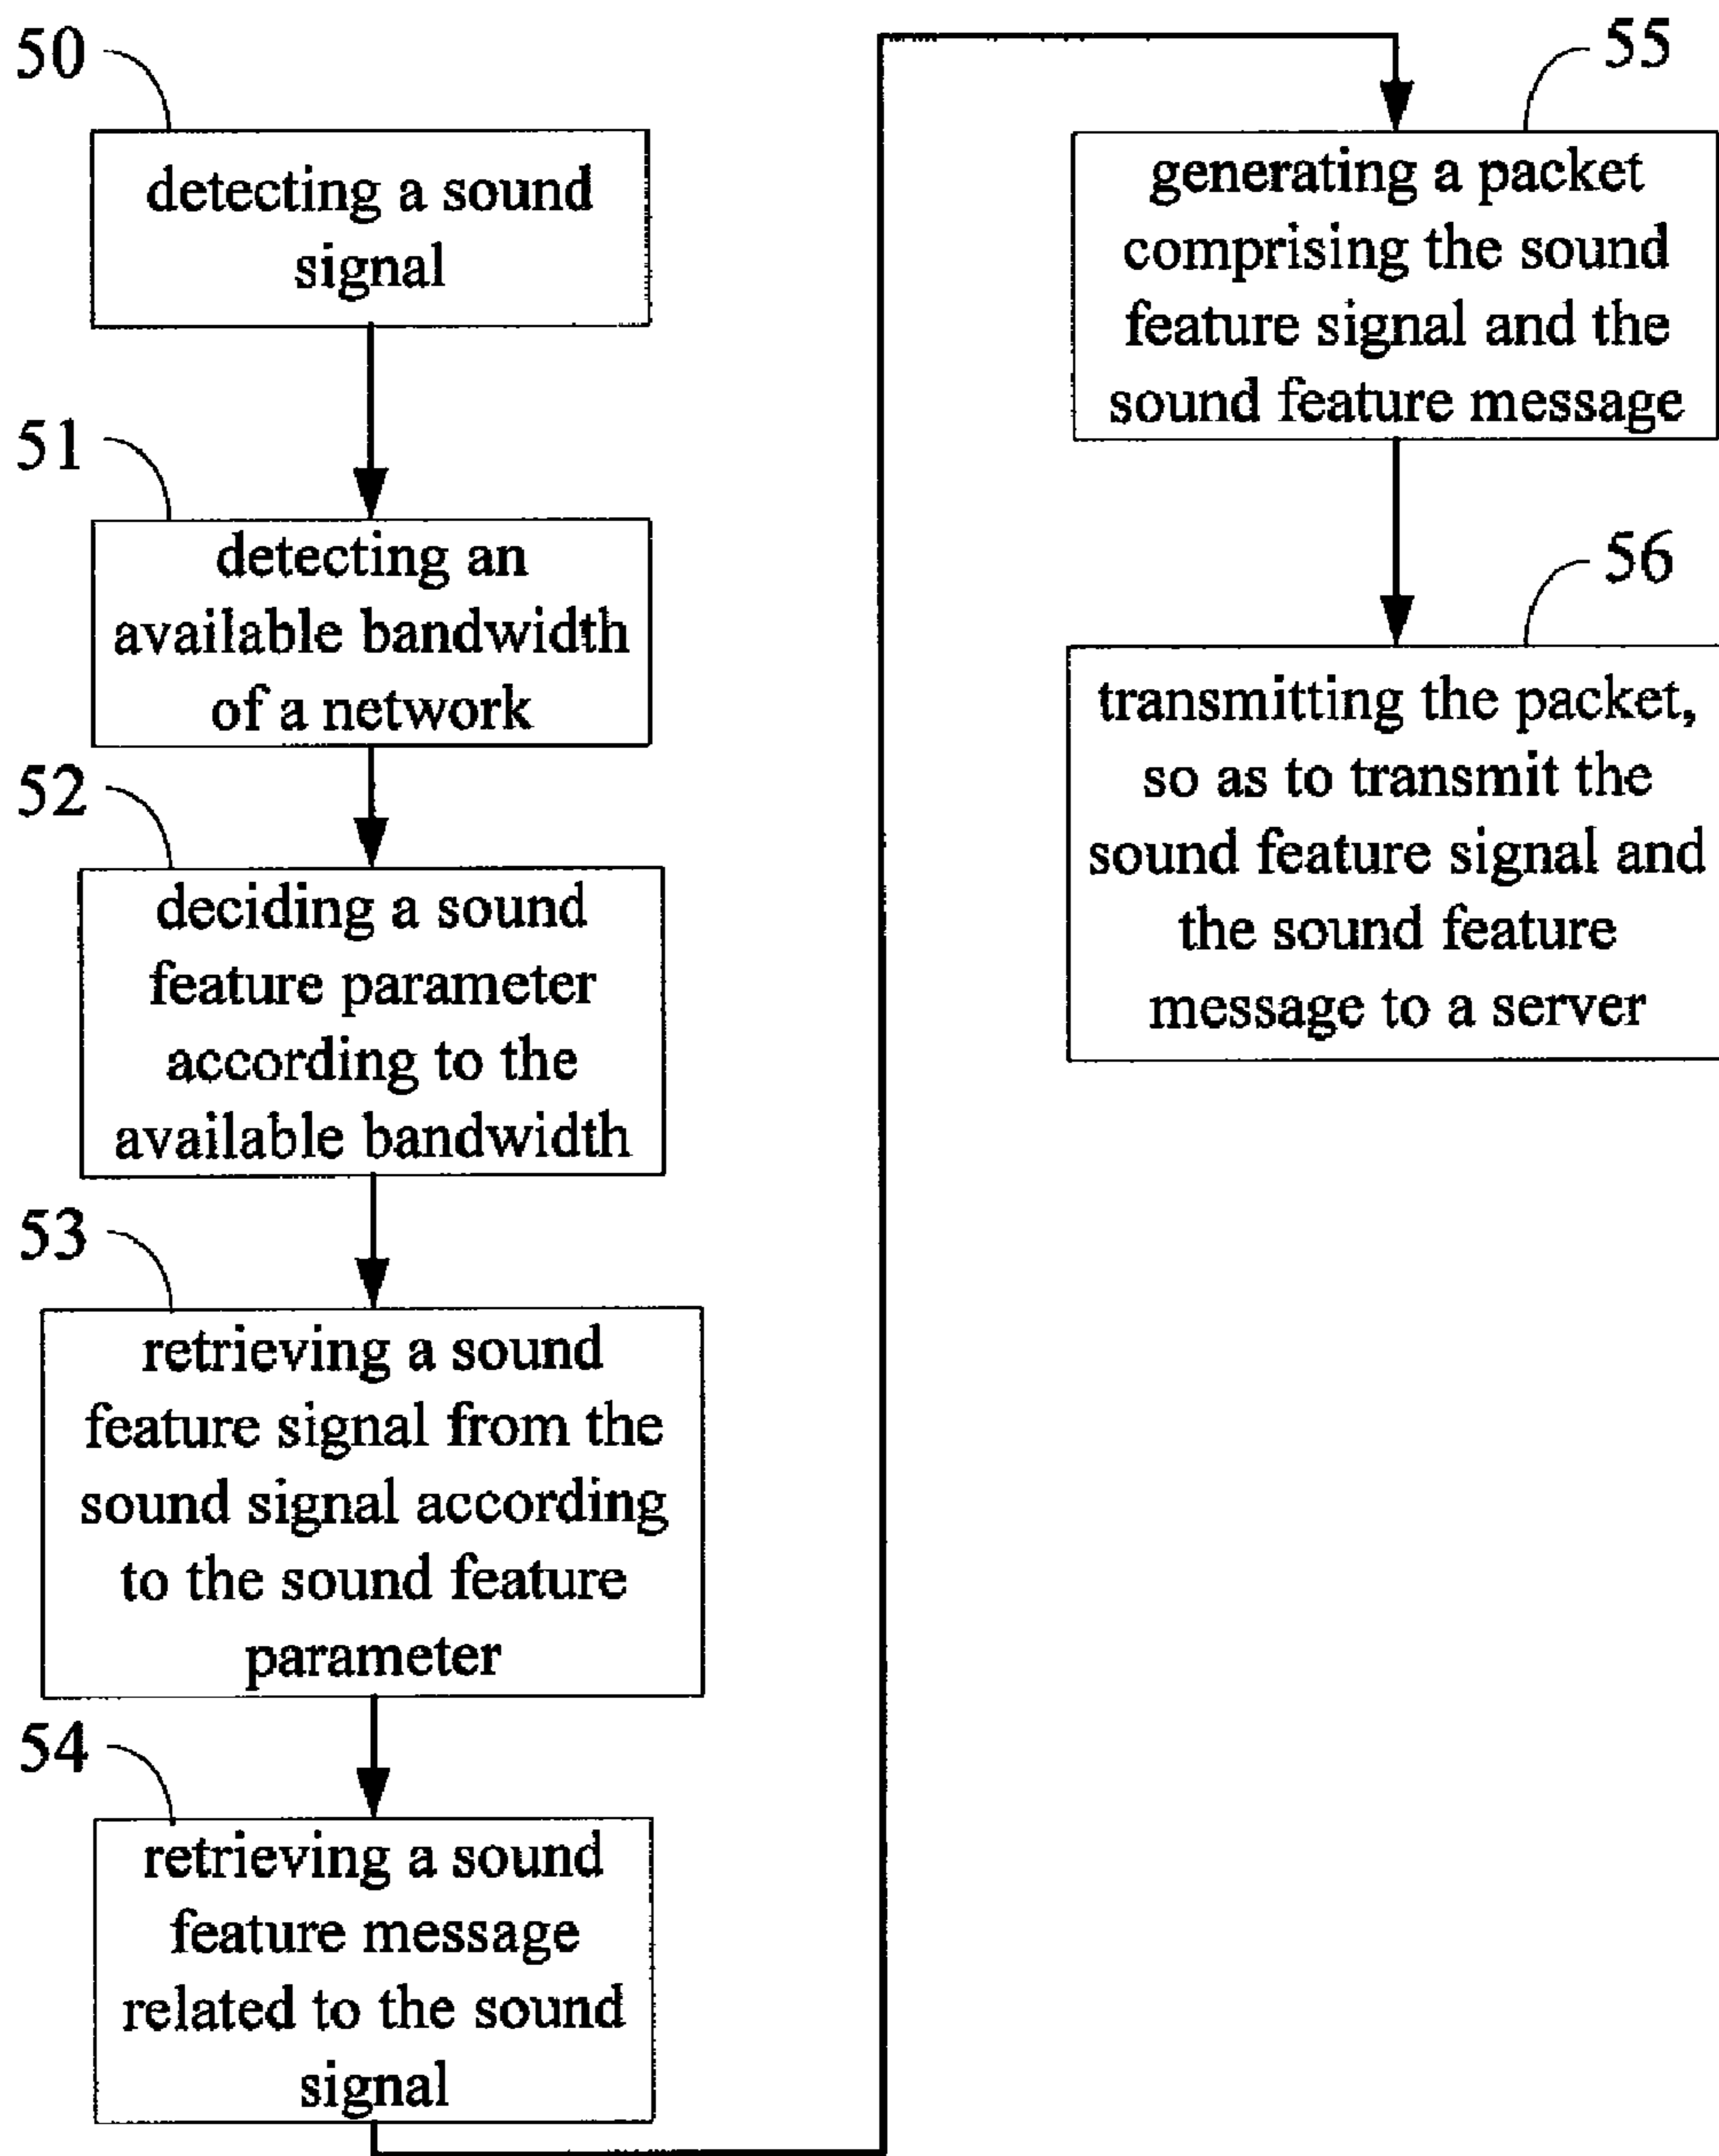 50
detecting a sound
signal
51
detecting an
available bandwidth
of a network
52
deciding a sound
feature parameter
according to the
available bandwidth
53
retrieving a sound
feature signal from the
sound signal according
to the sound feature
parameter
54
retrieving a sound
feature message
related to the sound
signal
55
generating a packet
comprising the sound
feature signal and the
sound feature message
56
transmitting the packet,
so as to transmit the
sound feature signal and
the sound feature
message to a server